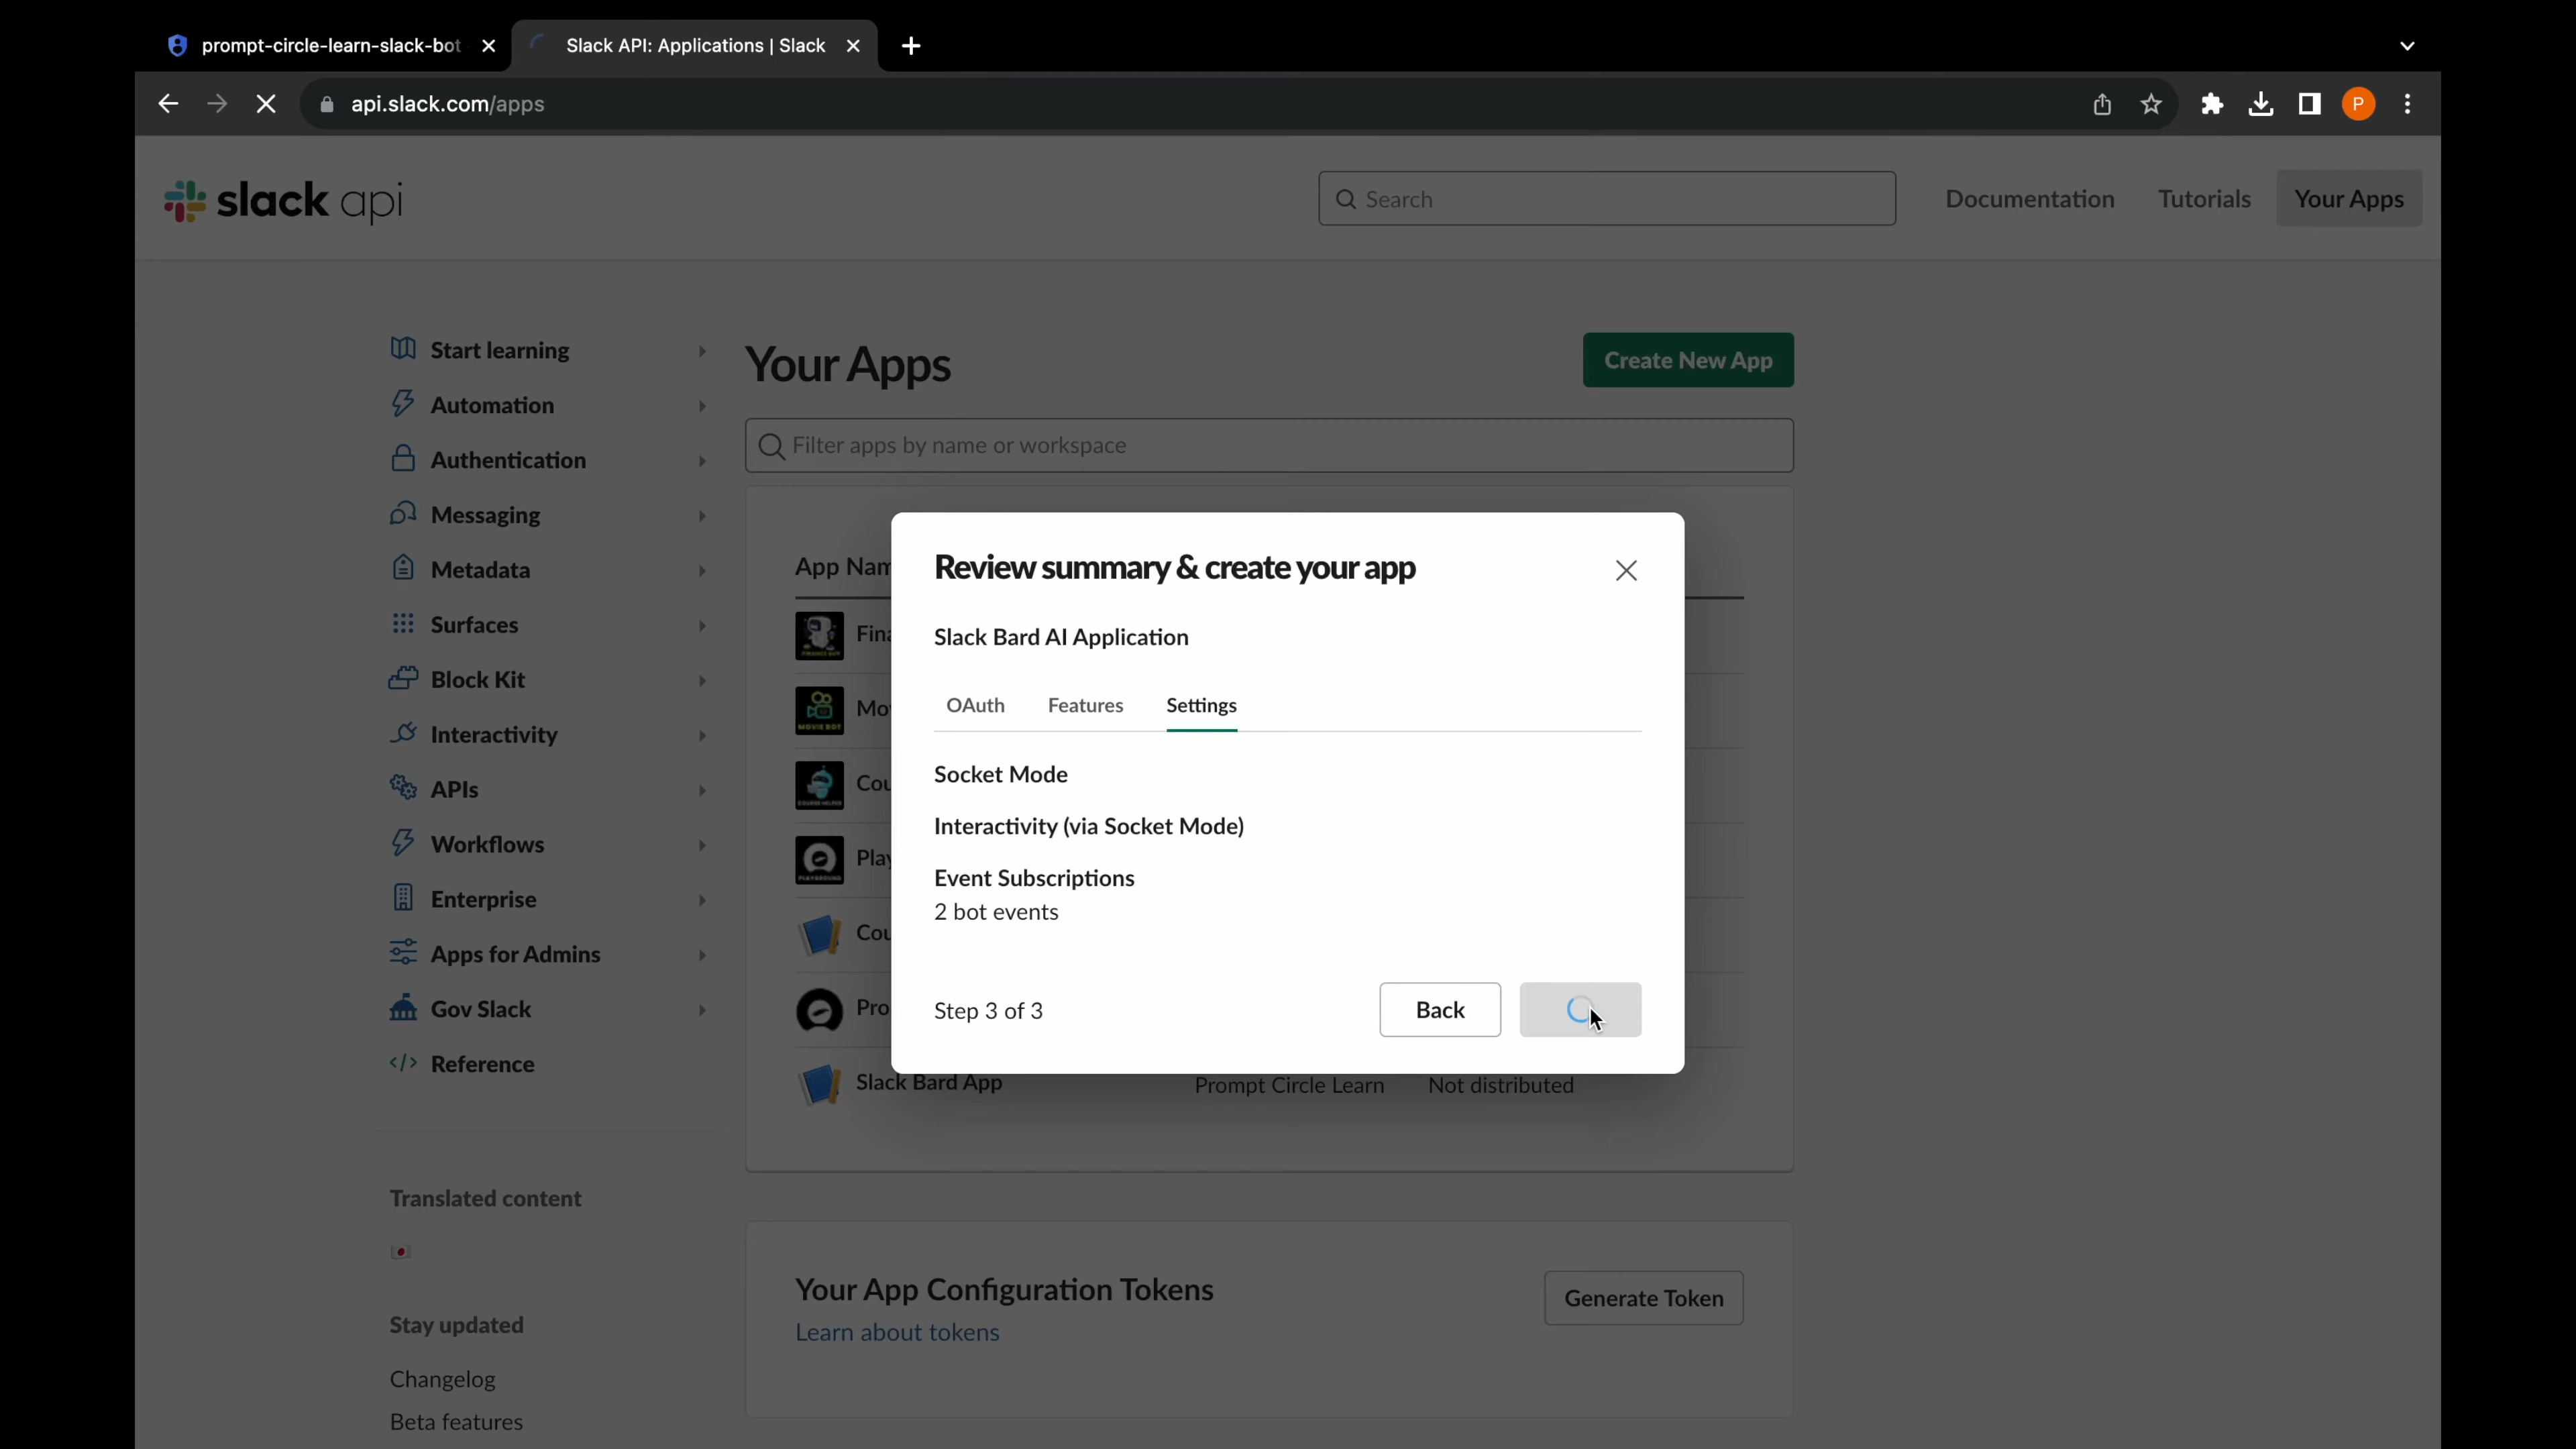 prompt-circle-learn-slack-bot
Slack API: Applications | Slack
api.slack.com/apps
P
slack api
Search
Documentation
Tutorials
Your Apps
Start learning
Automation
Authentication
Messaging
Metadata
Surfaces
Block Kit
Interactivity
APIs
Workflows
Enterprise
Apps for Admins
Gov Slack
Reference
Translated content
Stay updated
Changelog
Beta features
Your Apps
Create New App
Filter apps by name or workspace
App Nam
Fina
Mov
MOVIE BOT
Cou
Play
Cou
Pro
Slack Bard App
Prompt Circle Learn
Not distributed
Review summary & create your app
Slack Bard AI Application
OAuth
Features
Settings
Socket Mode
Interactivity (via Socket Mode)
Event Subscriptions
2 bot events
Step 3 of 3
Back
Your App Configuration Tokens
Learn about tokens
Generate Token